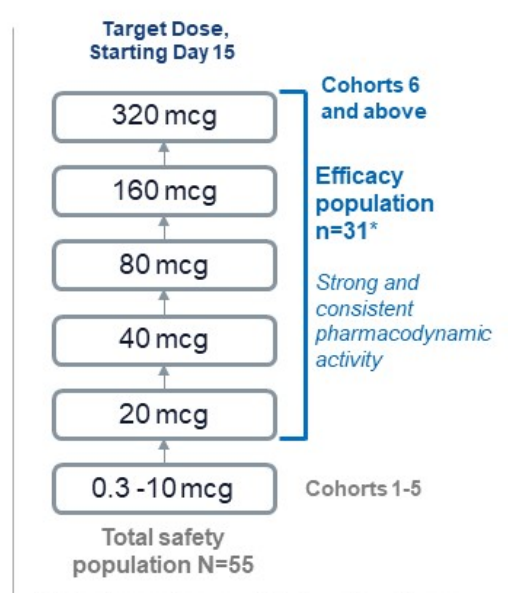 Target Dose,
Starting Day 15
320 mcg
Cohorts 6
and above
160 mcg
Efficacy
population
n=31*
80 mcg
Strong and
consistent
pharmacodynamic
activity
40 mcg
20 mcg
0.3 -10 mcg
Cohorts 1-5
Total safety
population N=55